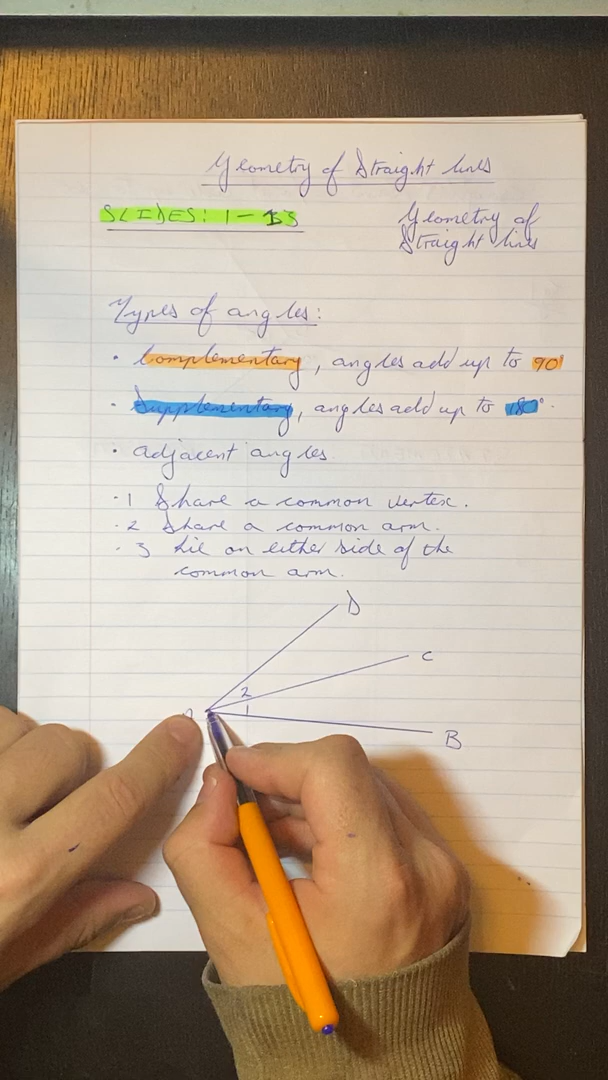 Geometry of Straight lines
SLIDES: 1 - 13
Geometry of
Straight lines
Types of angles:
• Complementary, angles add up to 90°
• Supplementary, angles add up to 180°.
• adjacent angles.
• 1 Share a common vertex.
• 2 Share a common arm.
• 3 Lie on either side of the
common arm.
D
C
2
1
B